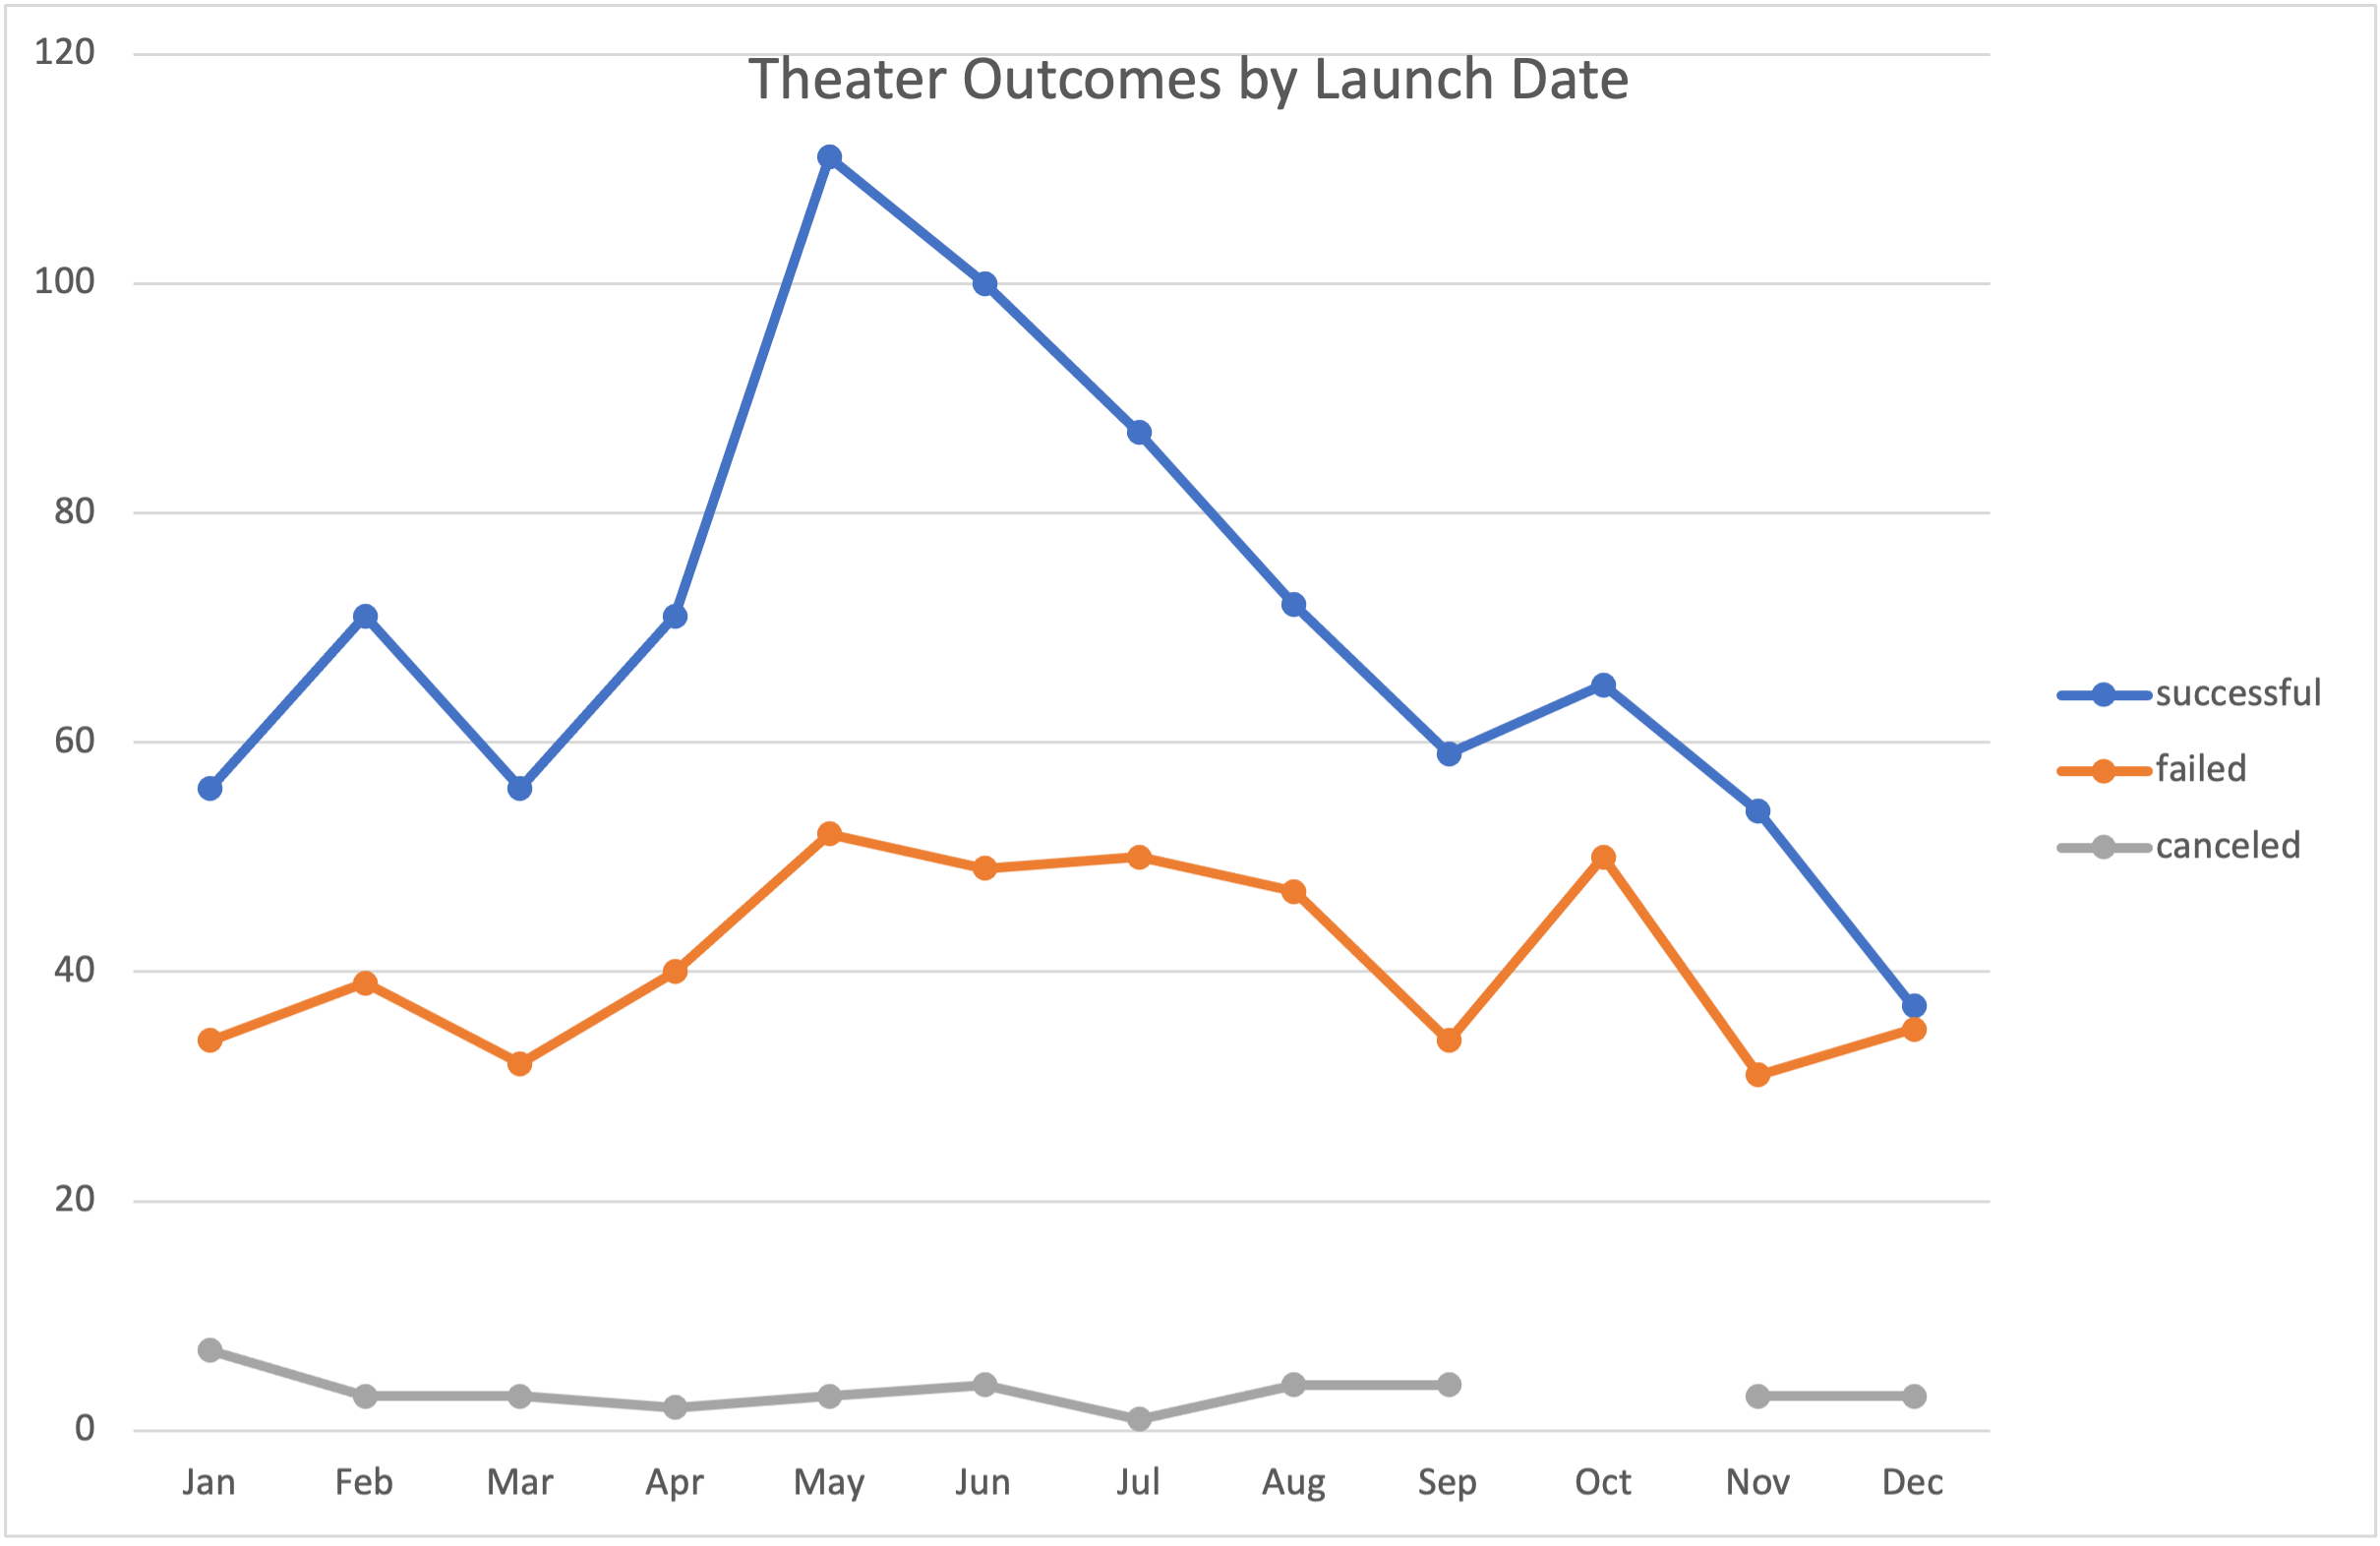 Theater Outcomes by Launch Date
120
100
80
60
40
20
0
Jan Feb Mar Apr May Jun Jul Aug Sep Oct Nov Dec
successful
failed
canceled